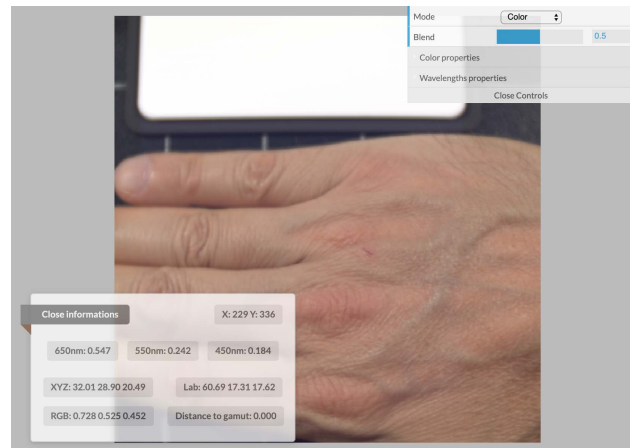 Mode Color
Blend 0.5
Color properties
Wavelengths properties
Close Controls
Close informations X: 229 Y: 336
650nm: 0.547 550nm: 0.242 450nm: 0.184
XYZ: 32.01 28.90 20.49 Lab: 60.69 17.31 17.62
RGB: 0.728 0.525 0.452 Distance to gamut: 0.000